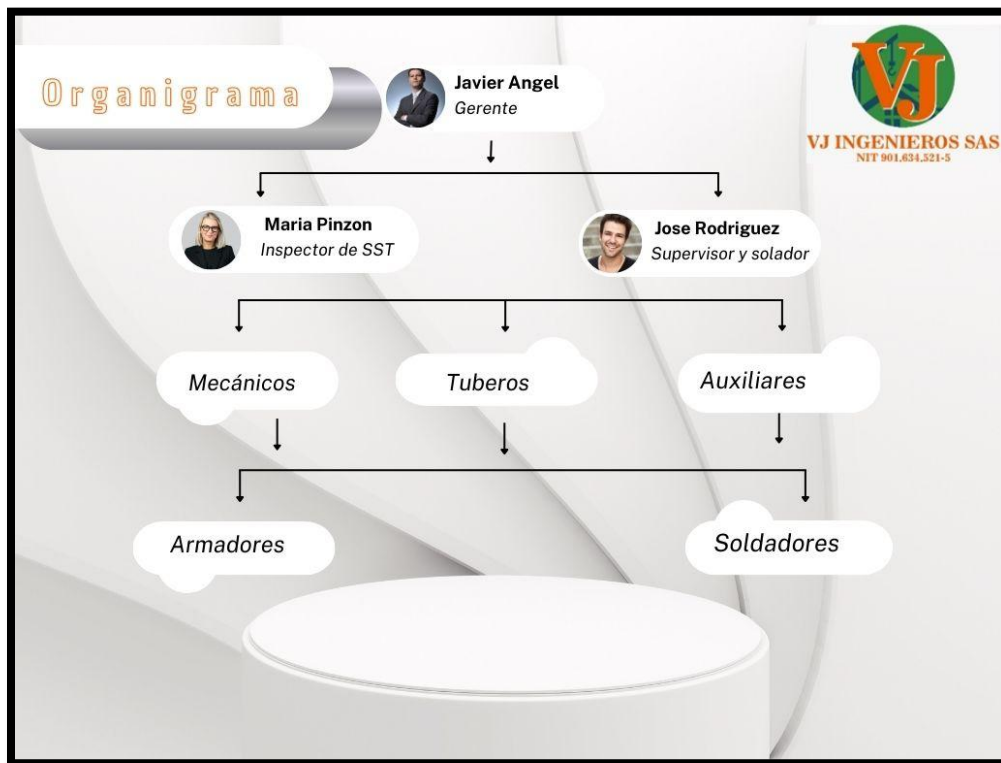 Organigrama
Javier Angel
Gerente
VJ
VJ INGENIEROS SAS
NIT 901,634,521-5
Maria Pinzon
Inspector de SST
Jose Rodriguez
Supervisor y solador
Mecánicos
Tuberos
Auxiliares
Armadores
Soldadores